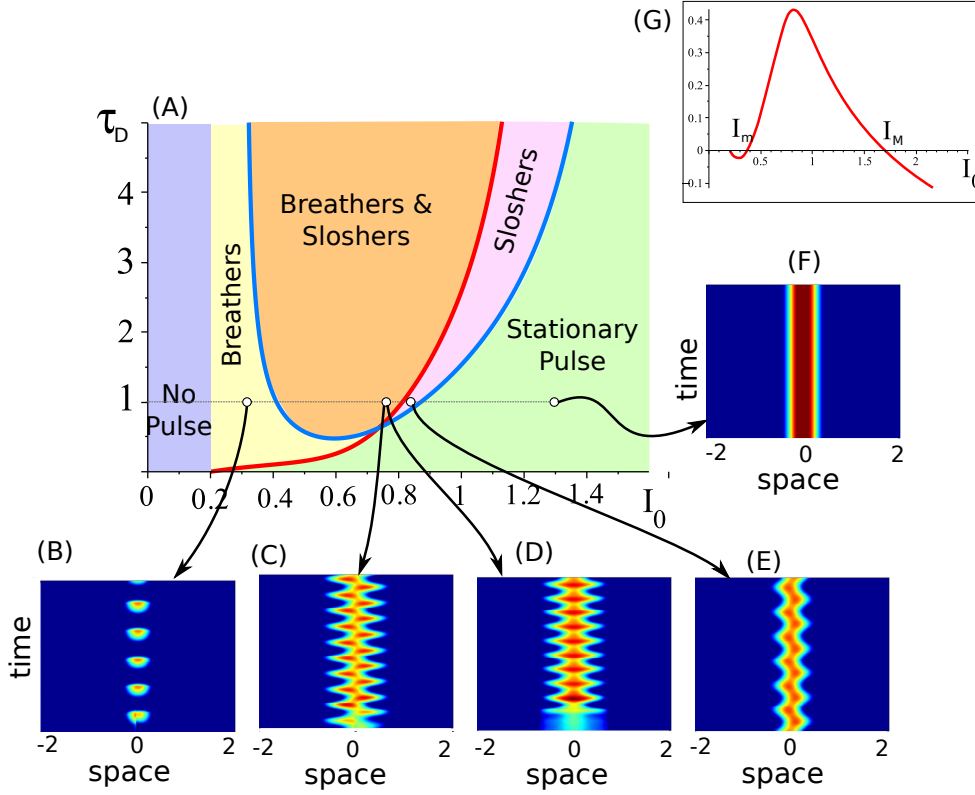 (G)
0.4
0.3
0.2
0.1
0
0.1
I_m
I_M
0.5
1
1.5
2
I_0
(A)
τ_D
4
3
2
1
0
0.2
0.4
0.6
0.8
1
1.2
1.4
I_0
No
Pulse
Breathers
Breathers &
Sloshers
Sloshers
Stationary
Pulse
(F)
time
-2
0
2
space
(B)
time
-2
0
2
space
(C)
-2
0
2
space
(D)
-2
0
2
space
(E)
-2
0
2
space